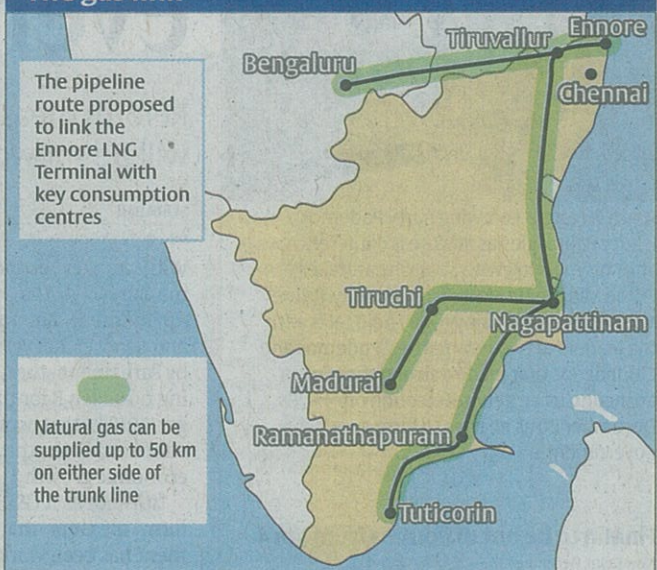 The pipeline
route proposed
to link the
Ennore LNG
Terminal with
key consumption
centres
Ennore
Tiruvallur
Bengaluru
Chennai
Tiruchi
Nagapattinam
Madurai
Ramanathapuram
Tuticorin
Natural gas can be
supplied up to 50 km
on either side of
the trunk line